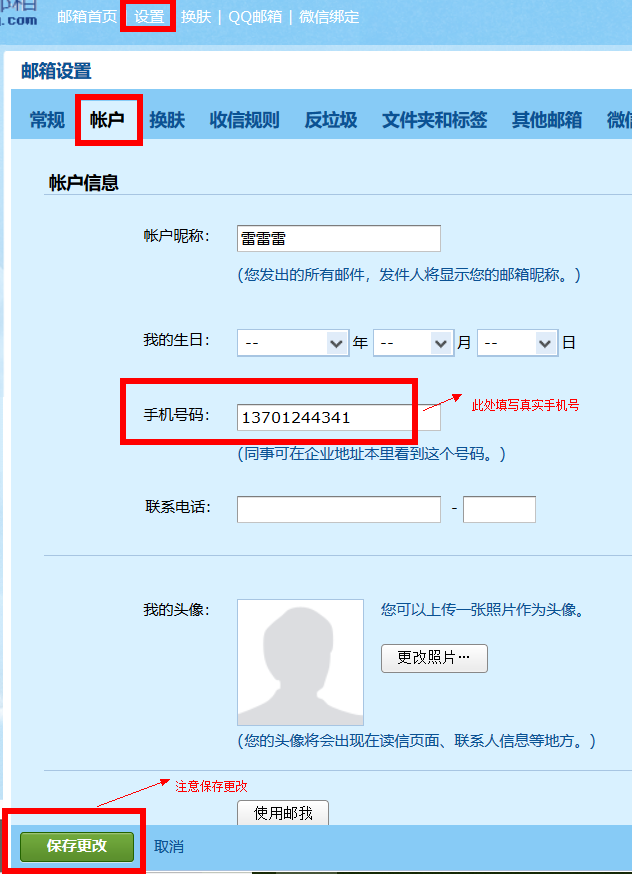 邮箱
.com
邮箱首页 设置 换肤 | QQ邮箱 | 微信绑定
邮箱设置
常规 帐户 换肤 收信规则 反垃圾 文件夹和标签 其他邮箱 微信
帐户信息
帐户昵称： 雷雷雷
(您发出的所有邮件，发件人将显示您的邮箱昵称。)
我的生日： -- 年 -- 月 -- 日
手机号码： 13701244341
此处填写真实手机号
(同事可在企业地址本里看到这个号码。)
联系电话： -
我的头像： 您可以上传一张照片作为头像。
更改照片…
(您的头像将会出现在读信页面、联系人信息等地方。)
注意保存更改
使用邮我
保存更改 取消